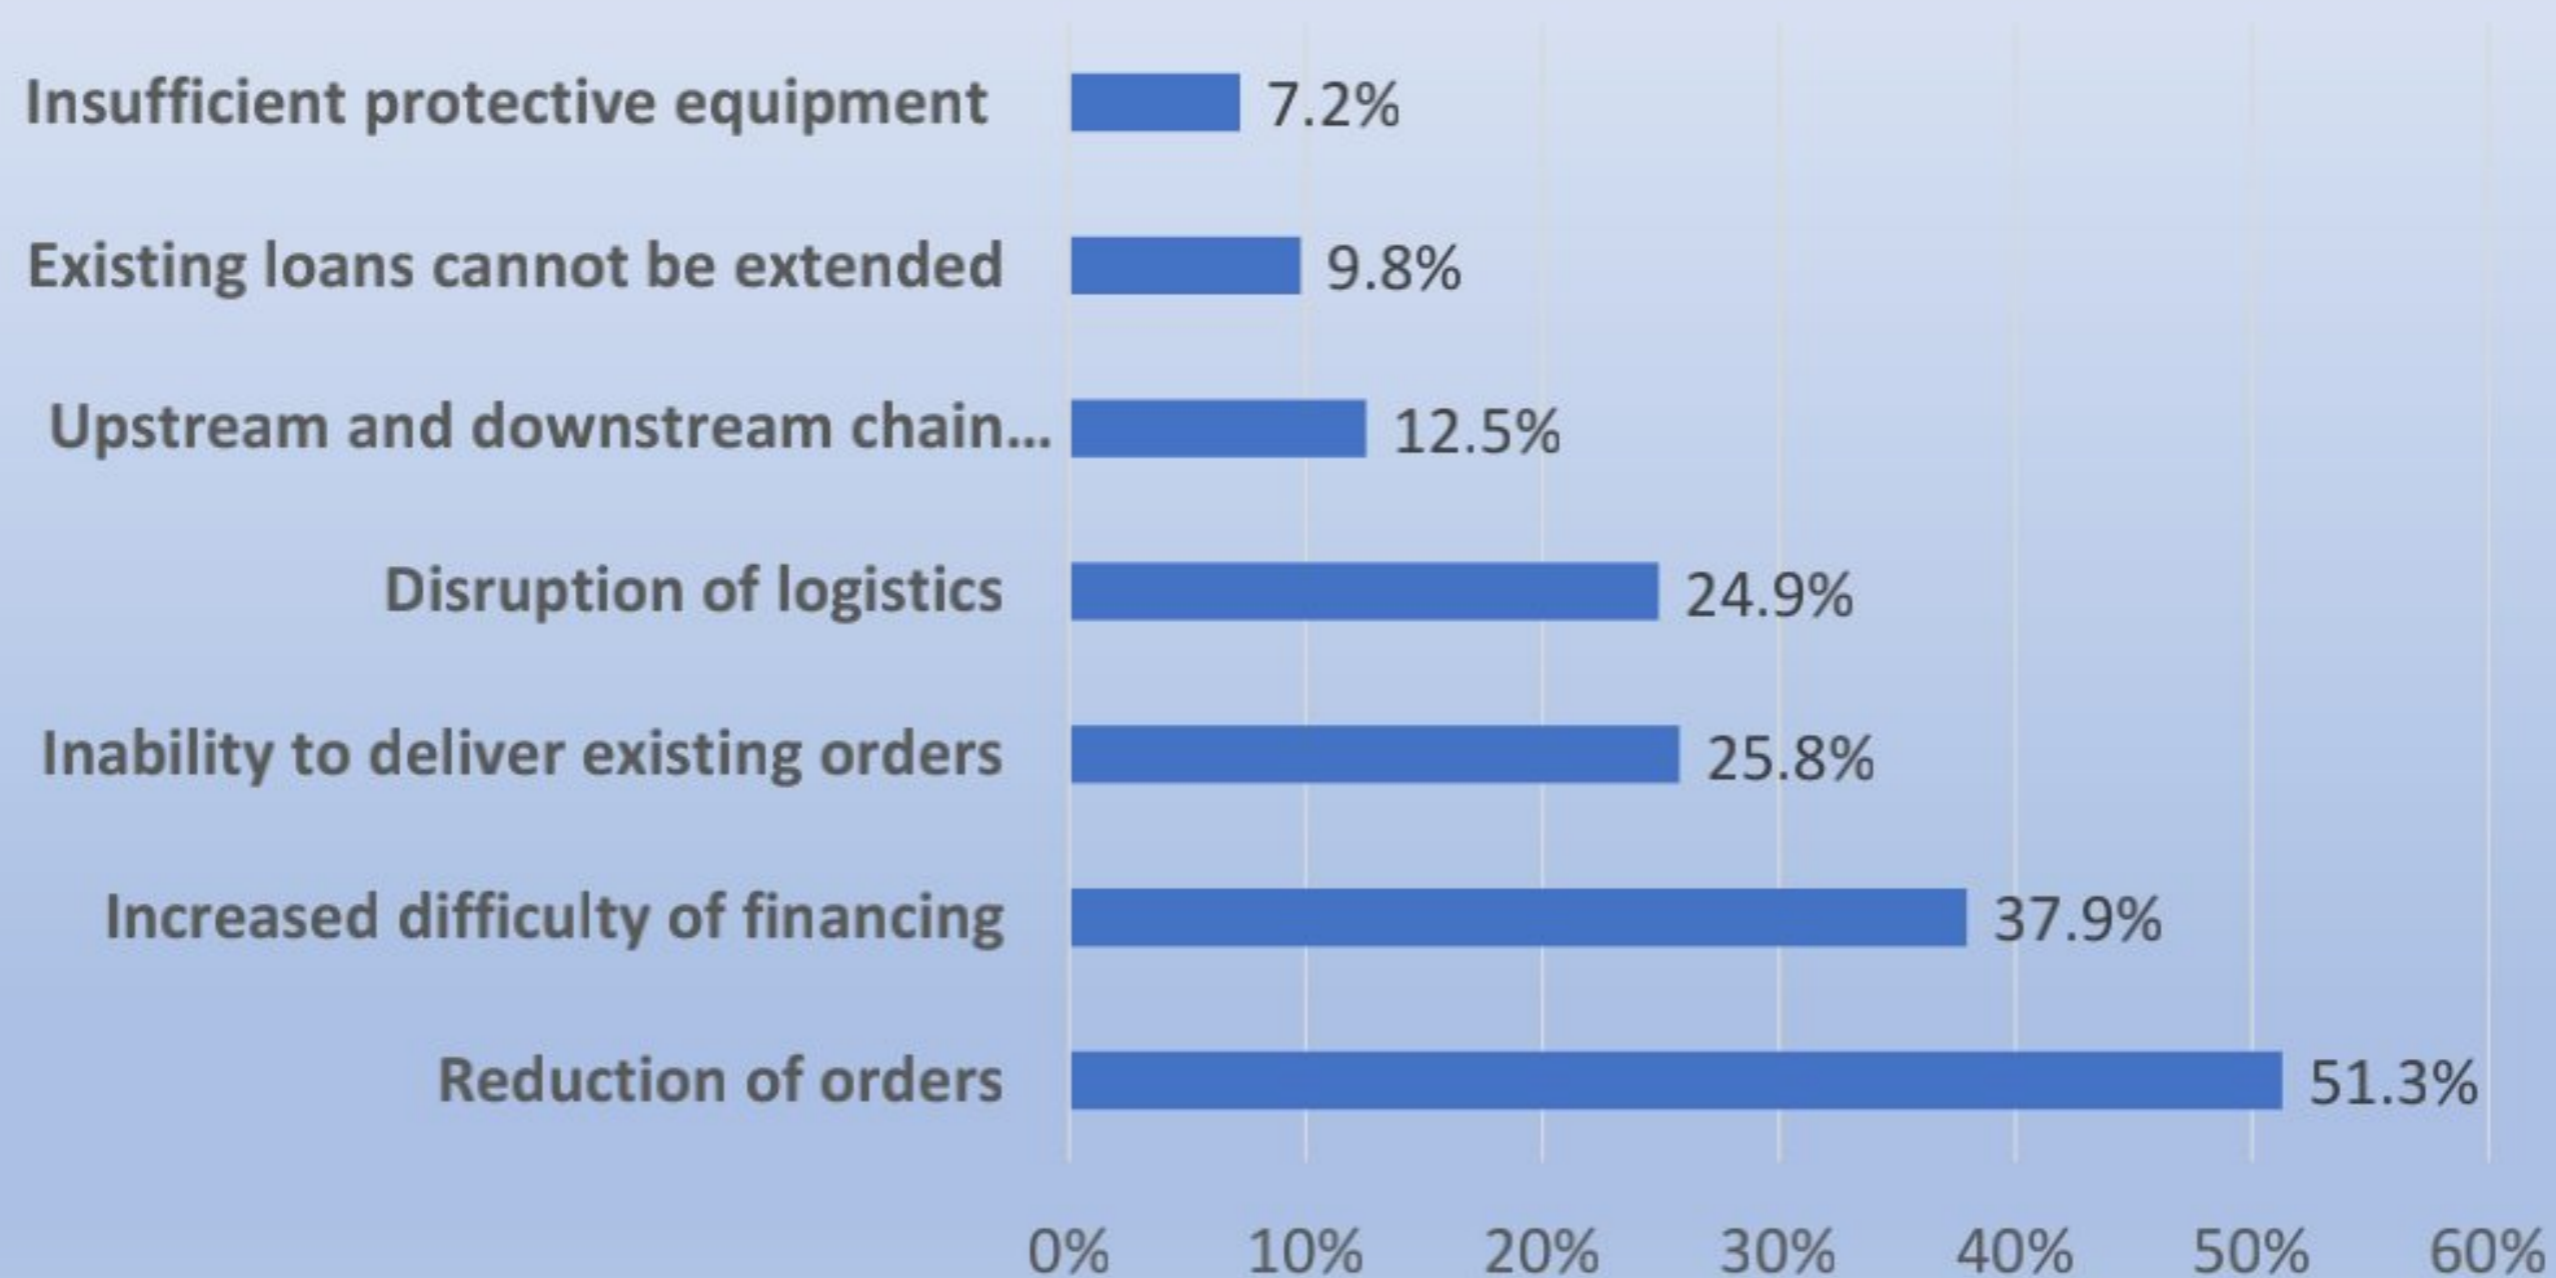 Insufficient protective equipment 7.2%
Existing loans cannot be extended 9.8%
Upstream and downstream chain... 12.5%
Disruption of logistics 24.9%
Inability to deliver existing orders 25.8%
Increased difficulty of financing 37.9%
Reduction of orders 51.3%
0% 10% 20% 30% 40% 50% 60%